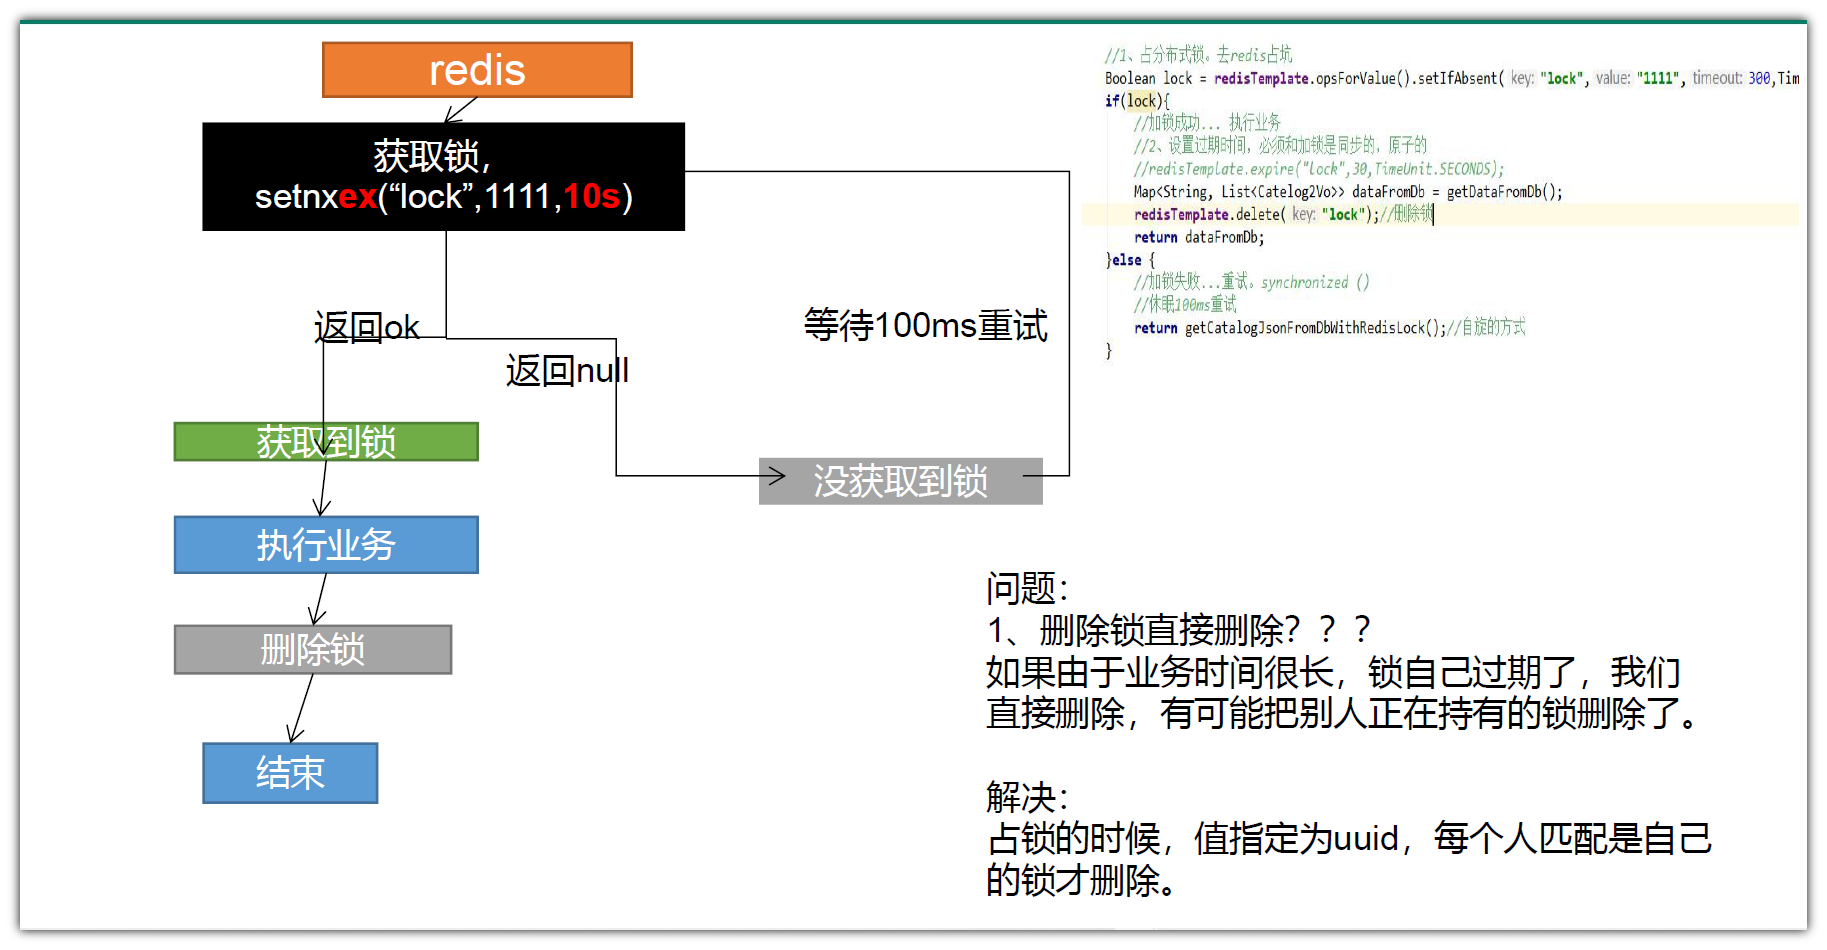 redis
获取锁，
setnxex(“lock”,1111,10s)
返回ok
返回null
等待100ms重试
获取到锁
没获取到锁
执行业务
删除锁
结束
//1、占分布式锁。去redis占坑
Boolean lock = redisTemplate.opsForValue().setIfAbsent( key: "lock", value: "1111", timeout: 300,Tim
if(lock){
//加锁成功... 执行业务
//2、设置过期时间，必须和加锁是同步的，原子的
//redisTemplate.expire("lock",30,TimeUnit.SECONDS);
Map<String, List<Catelog2Vo>> dataFromDb = getDataFromDb();
redisTemplate.delete( key: "lock");//删除锁
return dataFromDb;
}else {
//加锁失败...重试。synchronized ()
//休眠100ms重试
return getCatalogJsonFromDbWithRedisLock();//自旋的方式
}
问题：
1、删除锁直接删除？？？
如果由于业务时间很长，锁自己过期了，我们
直接删除，有可能把别人正在持有的锁删除了。
解决：
占锁的时候，值指定为uuid，每个人匹配是自己
的锁才删除。